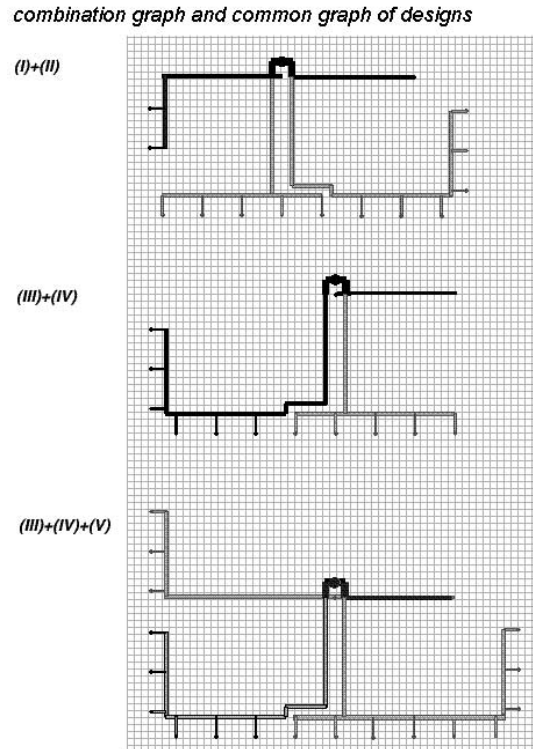 combination graph and common graph of designs
(I)+(II)
(III)+(IV)
(III)+(IV)+(V)